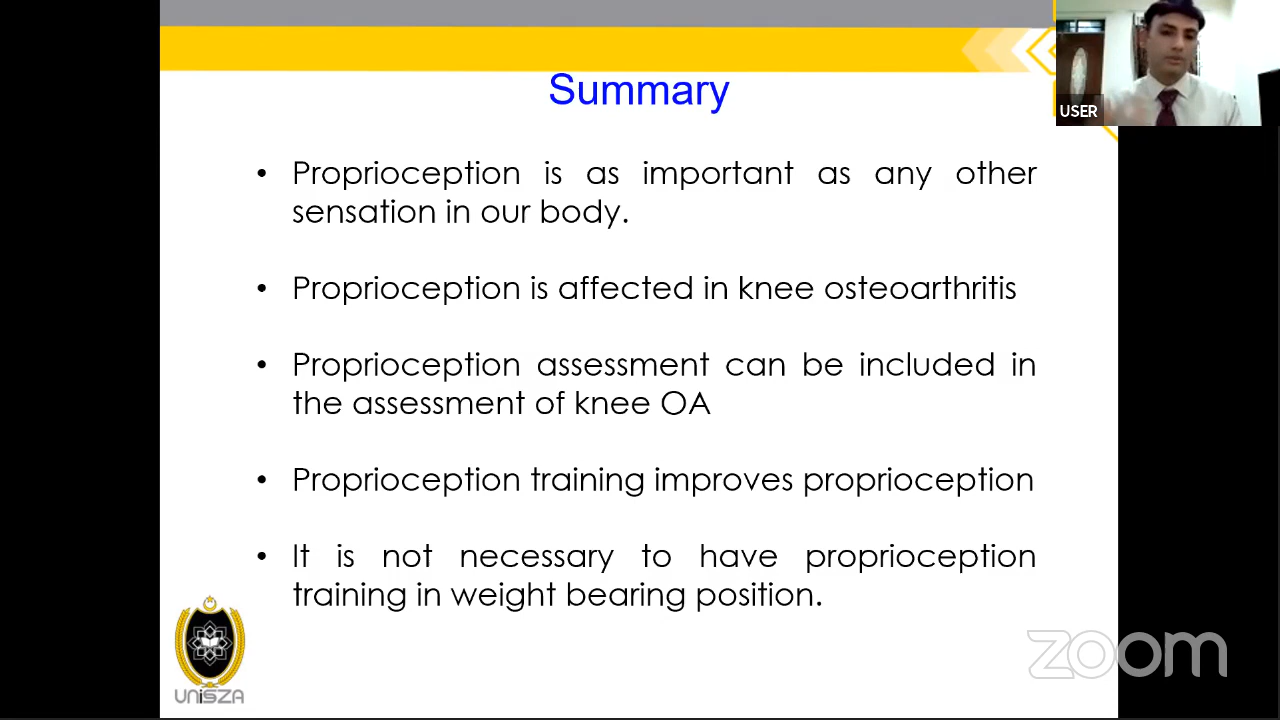 Summary
USER
• Proprioception is as important as any other
sensation in our body.
• Proprioception is affected in knee osteoarthritis
• Proprioception assessment can be included in
the assessment of knee OA
• Proprioception training improves proprioception
• It is not necessary to have proprioception
training in weight bearing position.
UNiSZA
zoom